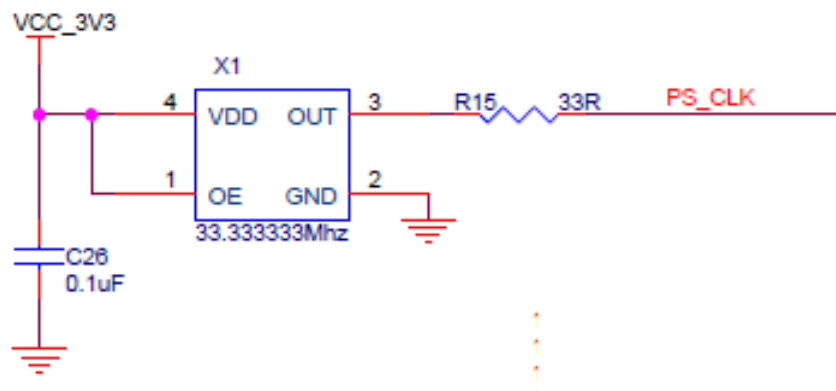 VCC_3V3
X1
4 VDD OUT 3 R15 33R PS_CLK
1 OE GND 2
33.333333Mhz
C26
0.1uF